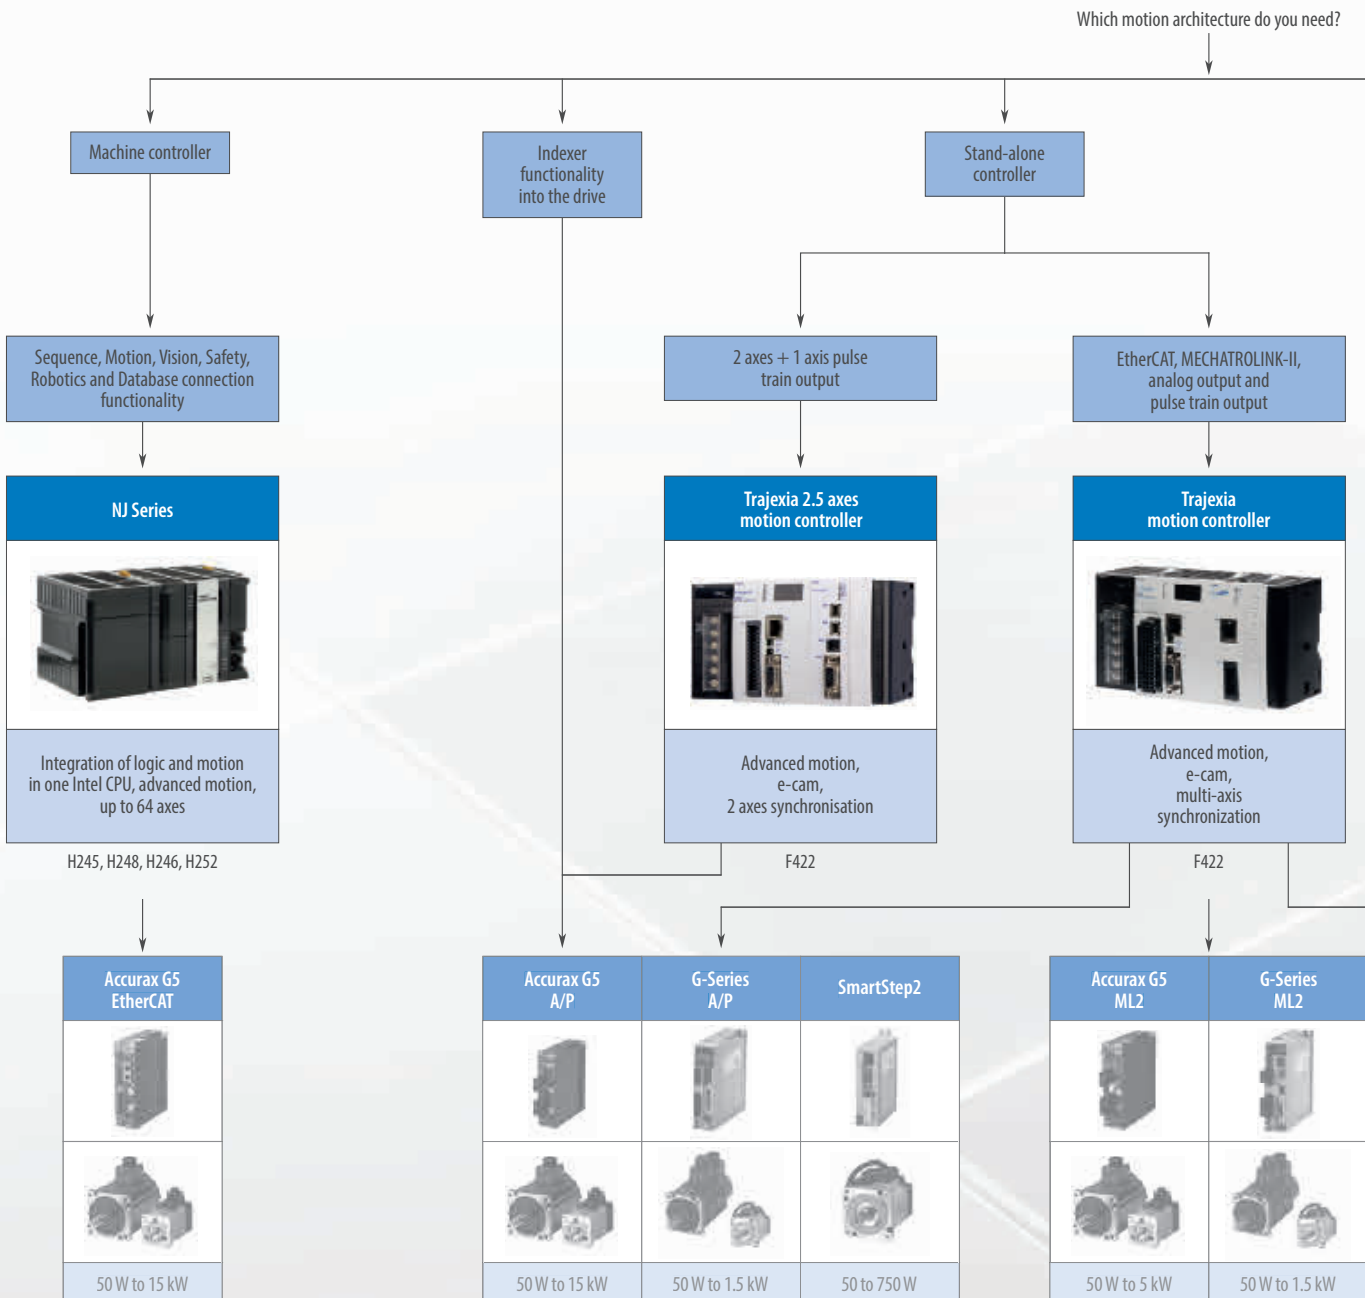 Which motion architecture do you need?
Machine controller
Indexer
functionality
into the drive
Stand-alone
controller
Sequence, Motion, Vision, Safety,
Robotics and Database connection
functionality
2 axes + 1 axis pulse
train output
EtherCAT, MECHATROLINK-II,
analog output and
pulse train output
NJ Series
Trajexia 2.5 axes
motion controller
Trajexia
motion controller
Integration of logic and motion
in one Intel CPU, advanced motion,
up to 64 axes
Advanced motion,
e-cam,
2 axes synchronisation
Advanced motion,
e-cam,
multi-axis
synchronization
H245, H248, H246, H252
F422
F422
Accurax G5
EtherCAT
Accurax G5
A/P
G-Series
A/P
SmartStep2
Accurax G5
ML2
G-Series
ML2
50 W to 15 kW
50 W to 15 kW
50 W to 1.5 kW
50 to 750 W
50 W to 5 kW
50 W to 1.5 kW